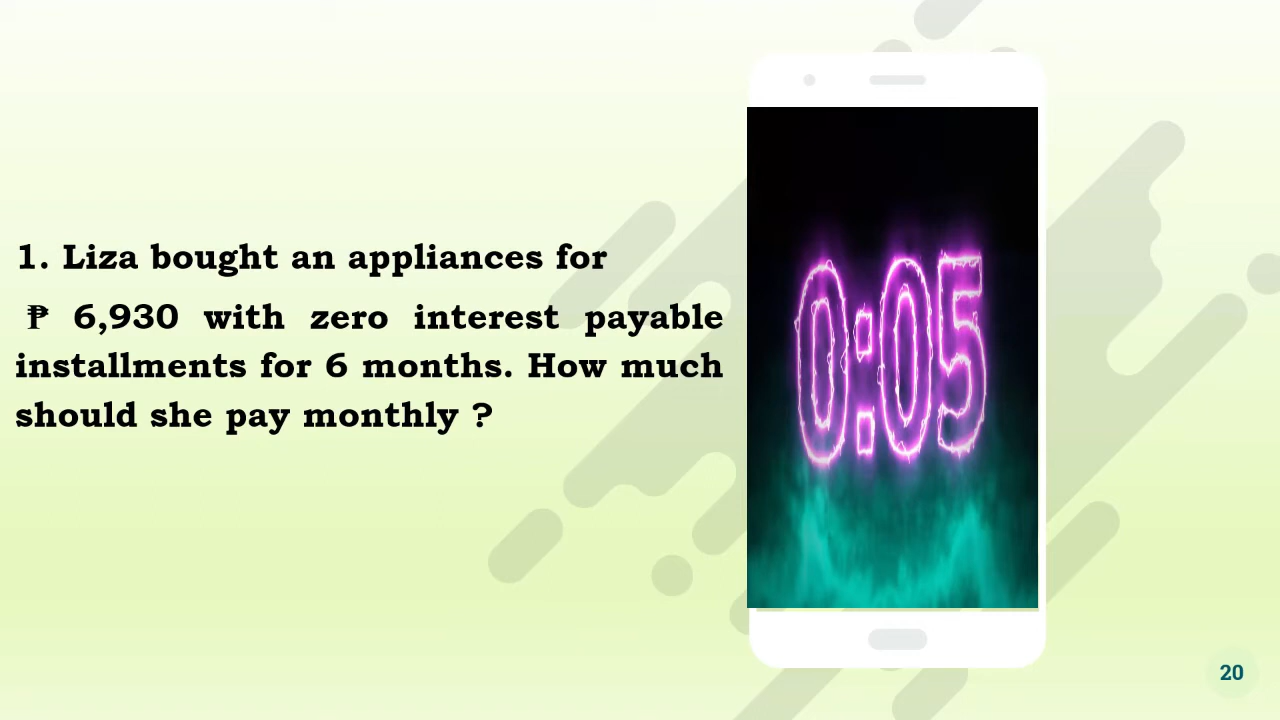 1. Liza bought an appliances for
₱ 6,930 with zero interest payable
installments for 6 months. How much
should she pay monthly ?
0:05
20